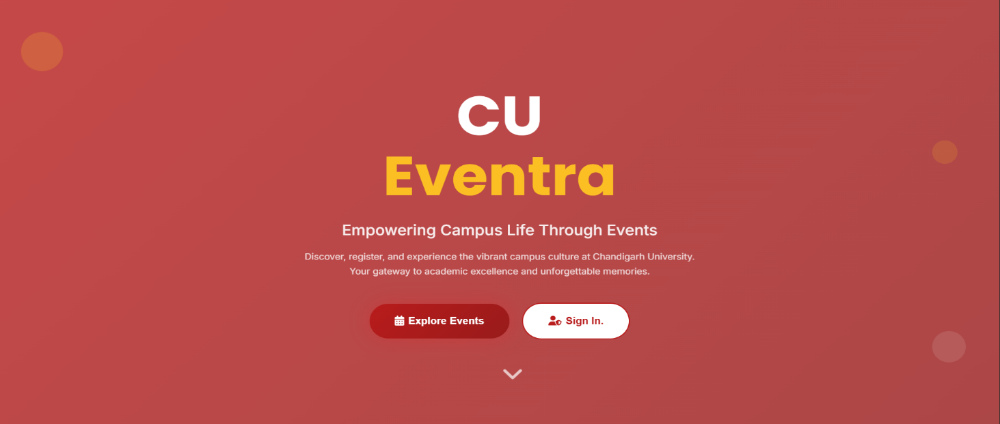 CU
Eventra
Empowering Campus Life Through Events
Discover, register, and experience the vibrant campus culture at Chandigarh University.
Your gateway to academic excellence and unforgettable memories.
Explore Events
Sign In.